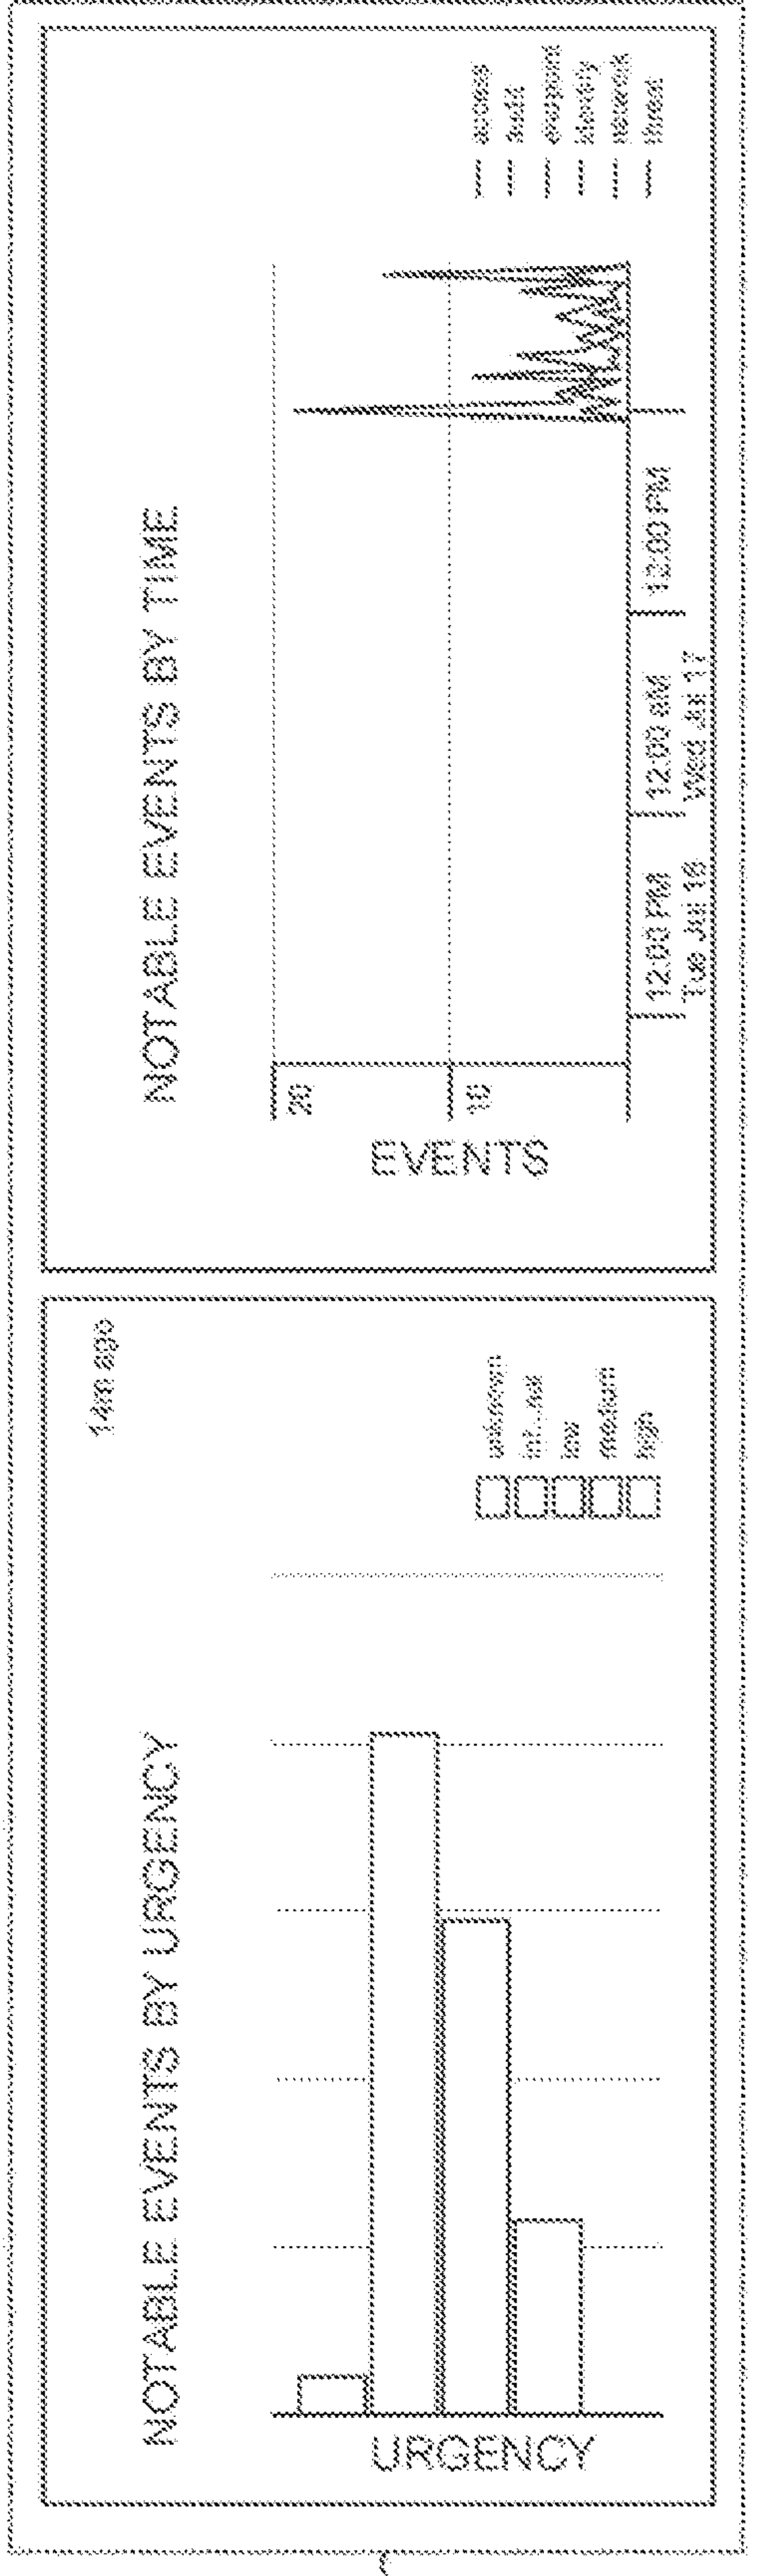 NOTABLE EVENTS BY URGENCY
14m ago
URGENCY
unknown
low
medium
high
NOTABLE EVENTS BY TIME
EVENTS
20
10
12:00 PM
Tue Jul 16
12:00 aM
Wed Jul 17
12:00 PM
access
audit
endpoint
identity
network
threat